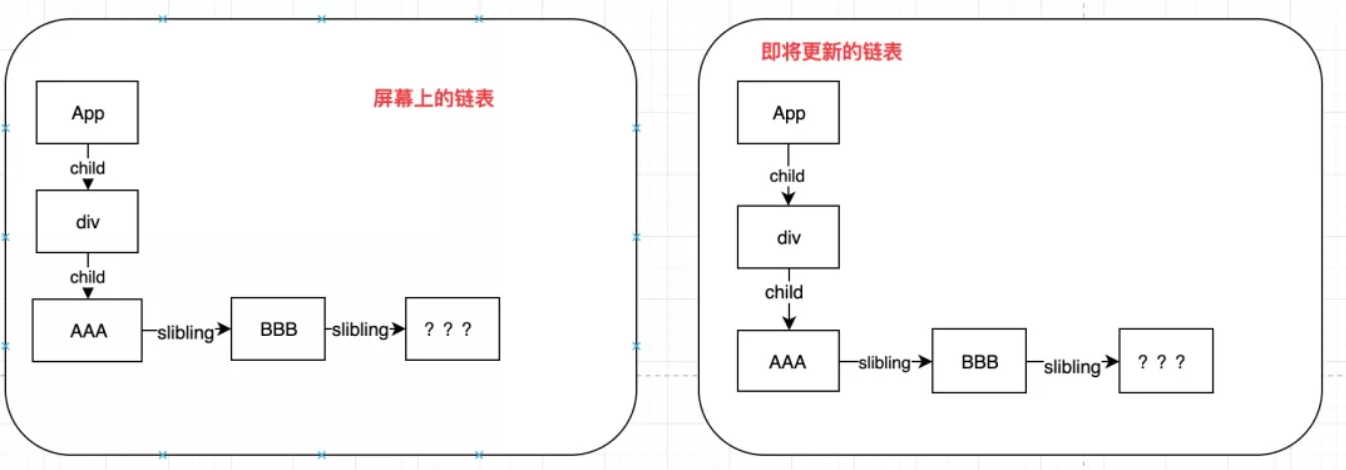 屏幕上的链表
App
child
div
child
AAA
slibling
BBB
slibling
？？？
即将更新的链表
App
child
div
child
AAA
slibling
BBB
slibling
？？？